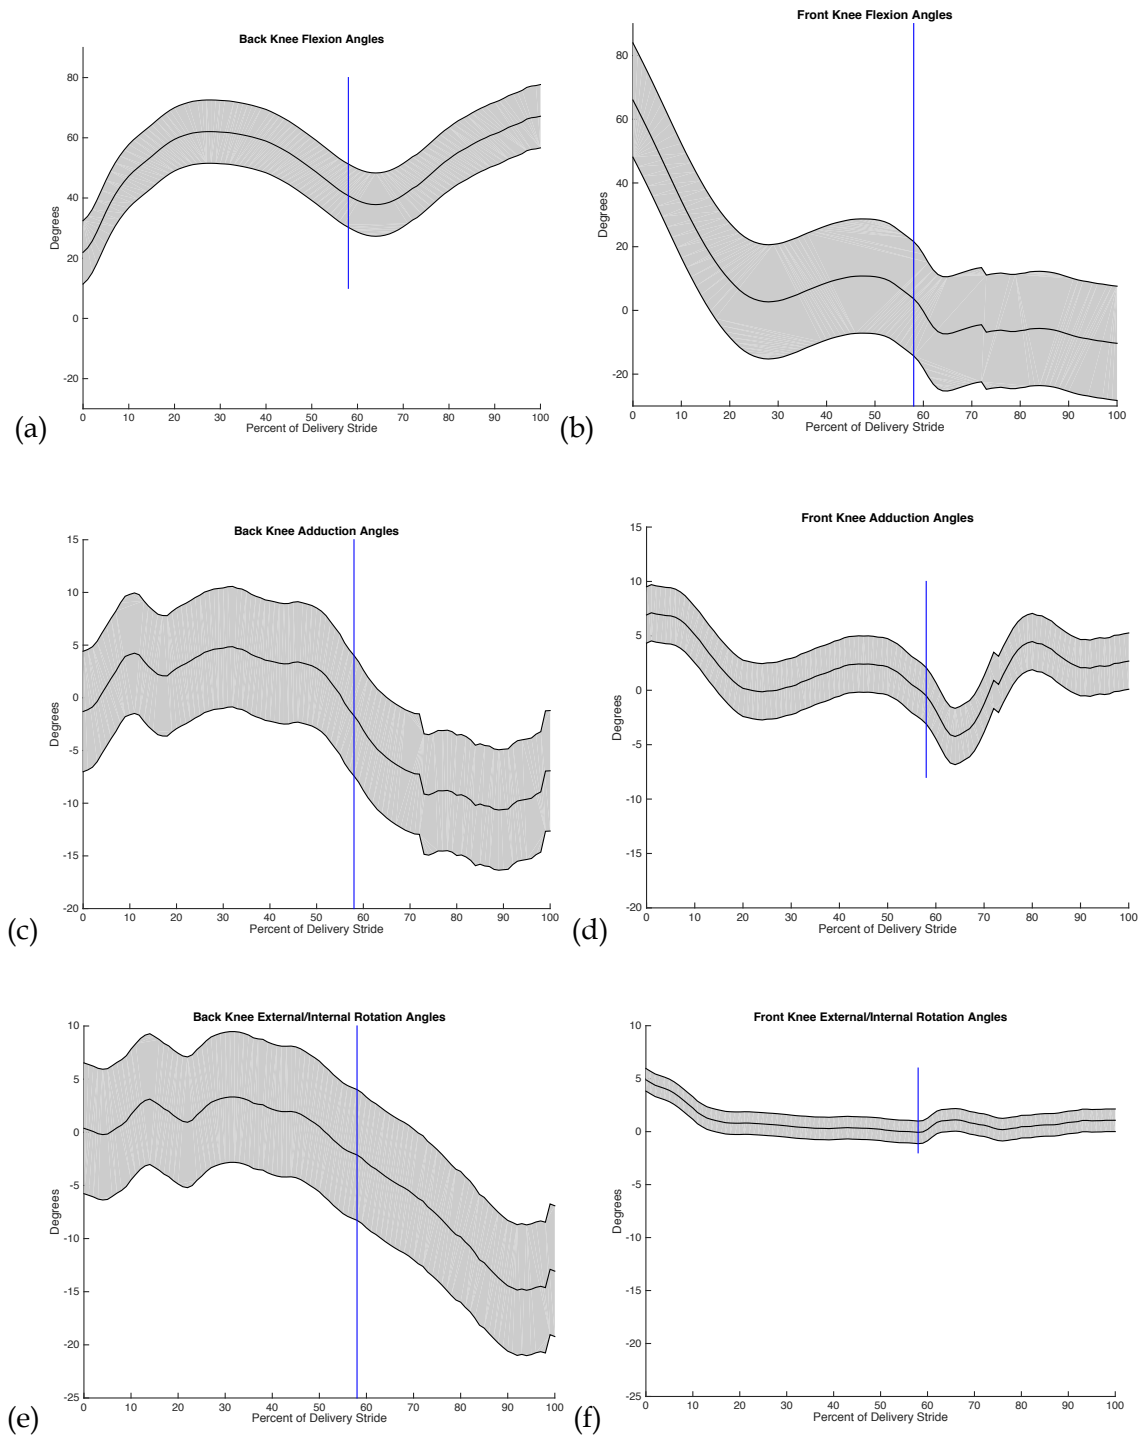 Back Knee Flexion Angles
Degrees
80
60
40
20
0
-20
0 10 20 30 40 50 60 70 80 90 100
Percent of Delivery Stride
(a)
Front Knee Flexion Angles
Degrees
80
60
40
20
0
-20
0 10 20 30 40 50 60 70 80 90 100
Percent of Delivery Stride
(b)
Back Knee Adduction Angles
Degrees
15
10
5
0
-5
-10
-15
-20
0 10 20 30 40 50 60 70 80 90 100
Percent of Delivery Stride
(c)
Front Knee Adduction Angles
Degrees
15
10
5
0
-5
-10
-15
-20
0 10 20 30 40 50 60 70 80 90 100
Percent of Delivery Stride
(d)
Back Knee External/Internal Rotation Angles
Degrees
10
5
0
-5
-10
-15
-20
-25
0 10 20 30 40 50 60 70 80 90 100
Percent of Delivery Stride
(e)
Front Knee External/Internal Rotation Angles
Degrees
10
5
0
-5
-10
-15
-20
-25
0 10 20 30 40 50 60 70 80 90 100
Percent of Delivery Stride
(f)